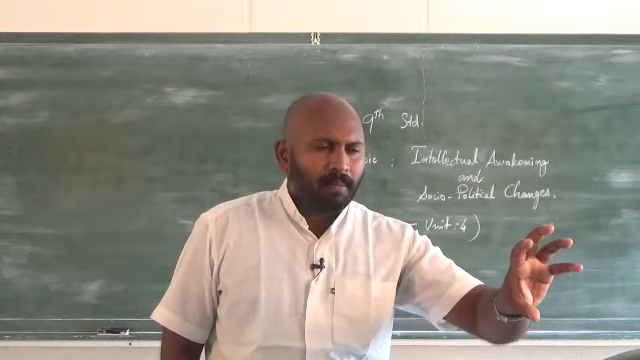 9th Std.
: Intellectual Awakening
and
Socio-Political Changes.
Unit : 4)